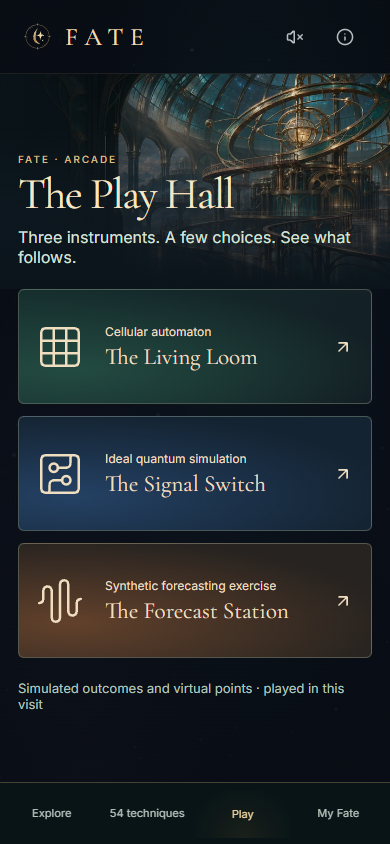 FATE
FATE · ARCADE
The Play Hall
Three instruments. A few choices. See what
follows.
Cellular automaton
The Living Loom
Ideal quantum simulation
The Signal Switch
Synthetic forecasting exercise
The Forecast Station
Simulated outcomes and virtual points · played in this
visit
Explore
54 techniques
Play
My Fate